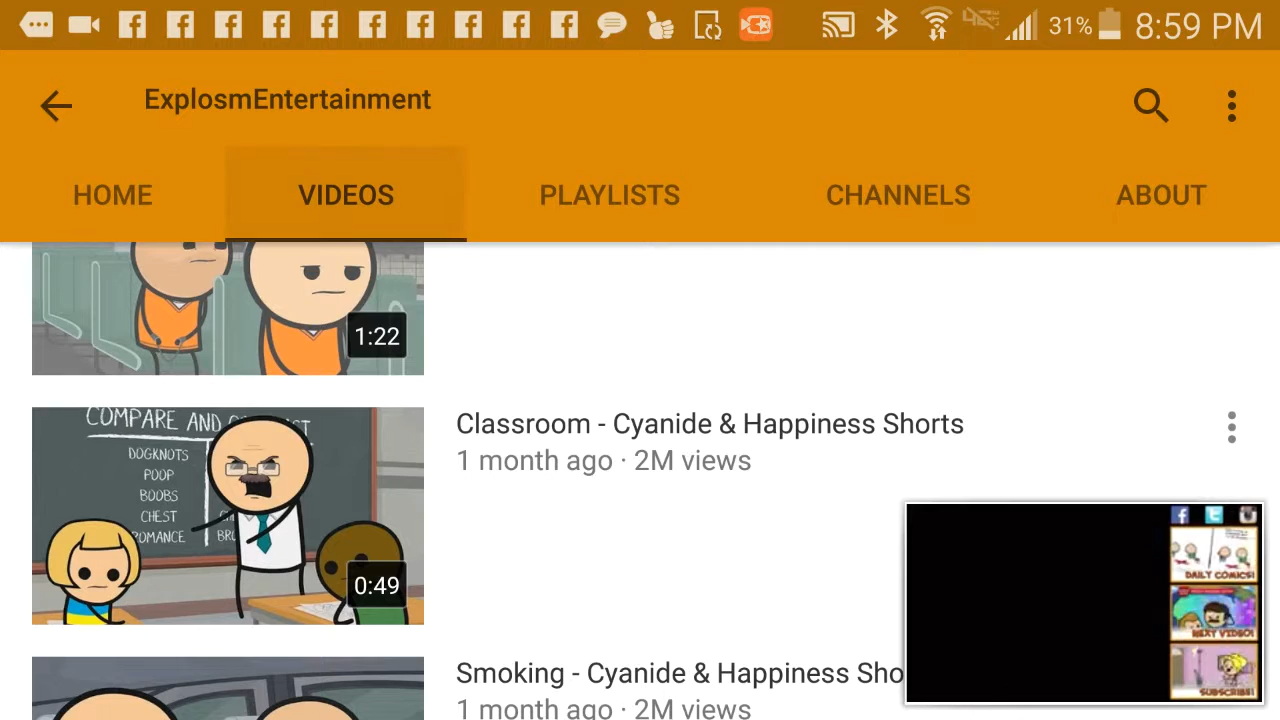 31% 8:59 PM
ExplosmEntertainment
HOME VIDEOS PLAYLISTS CHANNELS ABOUT
1:22
COMPARE AND
DOGKNOTS
POOP
BOOBS
CHEST
ROMANCE
0:49
Classroom - Cyanide & Happiness Shorts
1 month ago · 2M views
Smoking - Cyanide & Happiness Sho
1 month ago · 2M views
DAILY COMICS!
NEXT VIDEO!
SUBSCRIBE!